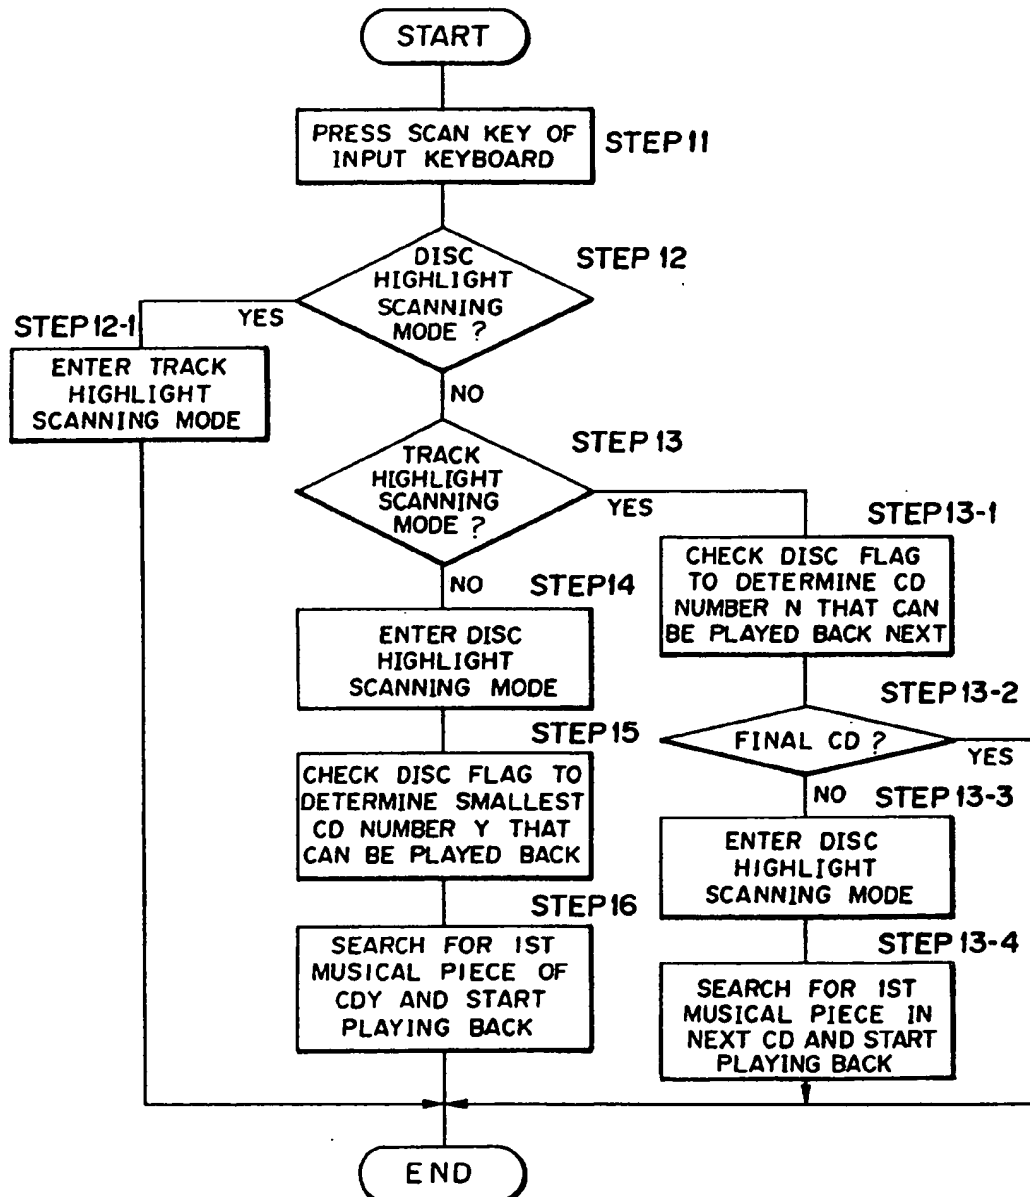 START
PRESS SCAN KEY OF
INPUT KEYBOARD
STEP 11
DISC
HIGHLIGHT
SCANNING
MODE ?
STEP 12
YES
NO
STEP 12-1
ENTER TRACK
HIGHLIGHT
SCANNING MODE
TRACK
HIGHLIGHT
SCANNING
MODE ?
STEP 13
YES
NO
STEP 13-1
CHECK DISC FLAG
TO DETERMINE CD
NUMBER N THAT CAN
BE PLAYED BACK NEXT
STEP 14
ENTER DISC
HIGHLIGHT
SCANNING MODE
STEP 13-2
FINAL CD ?
YES
NO
STEP 15
CHECK DISC FLAG TO
DETERMINE SMALLEST
CD NUMBER Y THAT
CAN BE PLAYED BACK
STEP 13-3
ENTER DISC
HIGHLIGHT
SCANNING MODE
STEP 16
SEARCH FOR 1ST
MUSICAL PIECE OF
CDY AND START
PLAYING BACK
STEP 13-4
SEARCH FOR 1ST
MUSICAL PIECE IN
NEXT CD AND START
PLAYING BACK
END